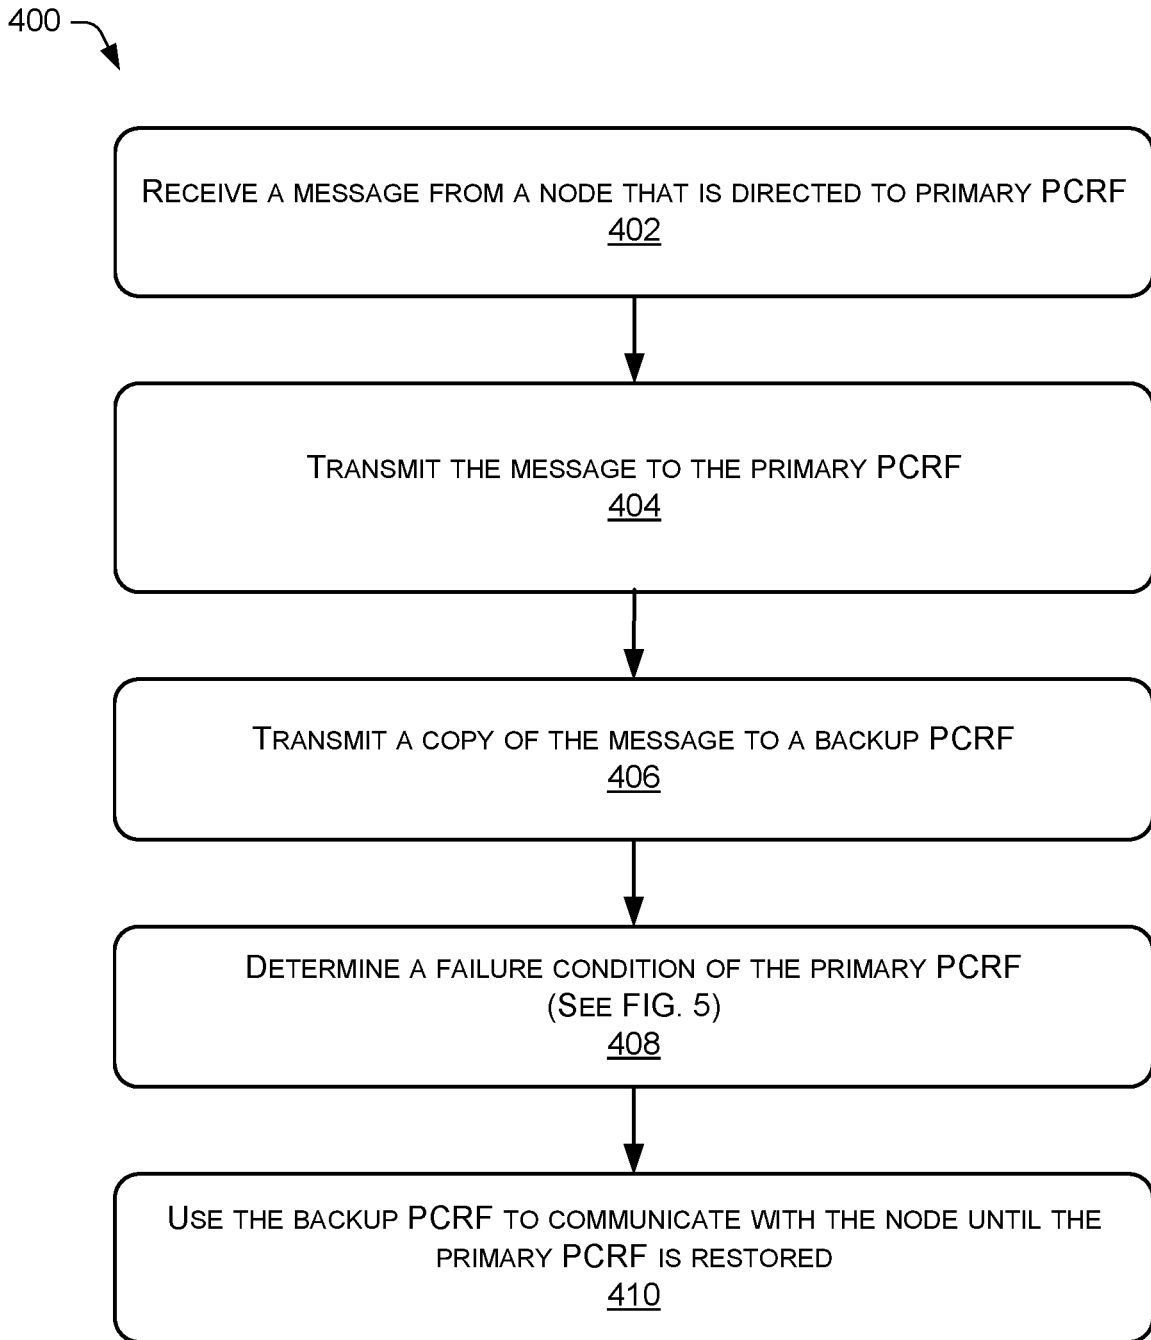 400
RECEIVE A MESSAGE FROM A NODE THAT IS DIRECTED TO PRIMARY PCRF
402
TRANSMIT THE MESSAGE TO THE PRIMARY PCRF
404
TRANSMIT A COPY OF THE MESSAGE TO A BACKUP PCRF
406
DETERMINE A FAILURE CONDITION OF THE PRIMARY PCRF
(SEE FIG. 5)
408
USE THE BACKUP PCRF TO COMMUNICATE WITH THE NODE UNTIL THE
PRIMARY PCRF IS RESTORED
410